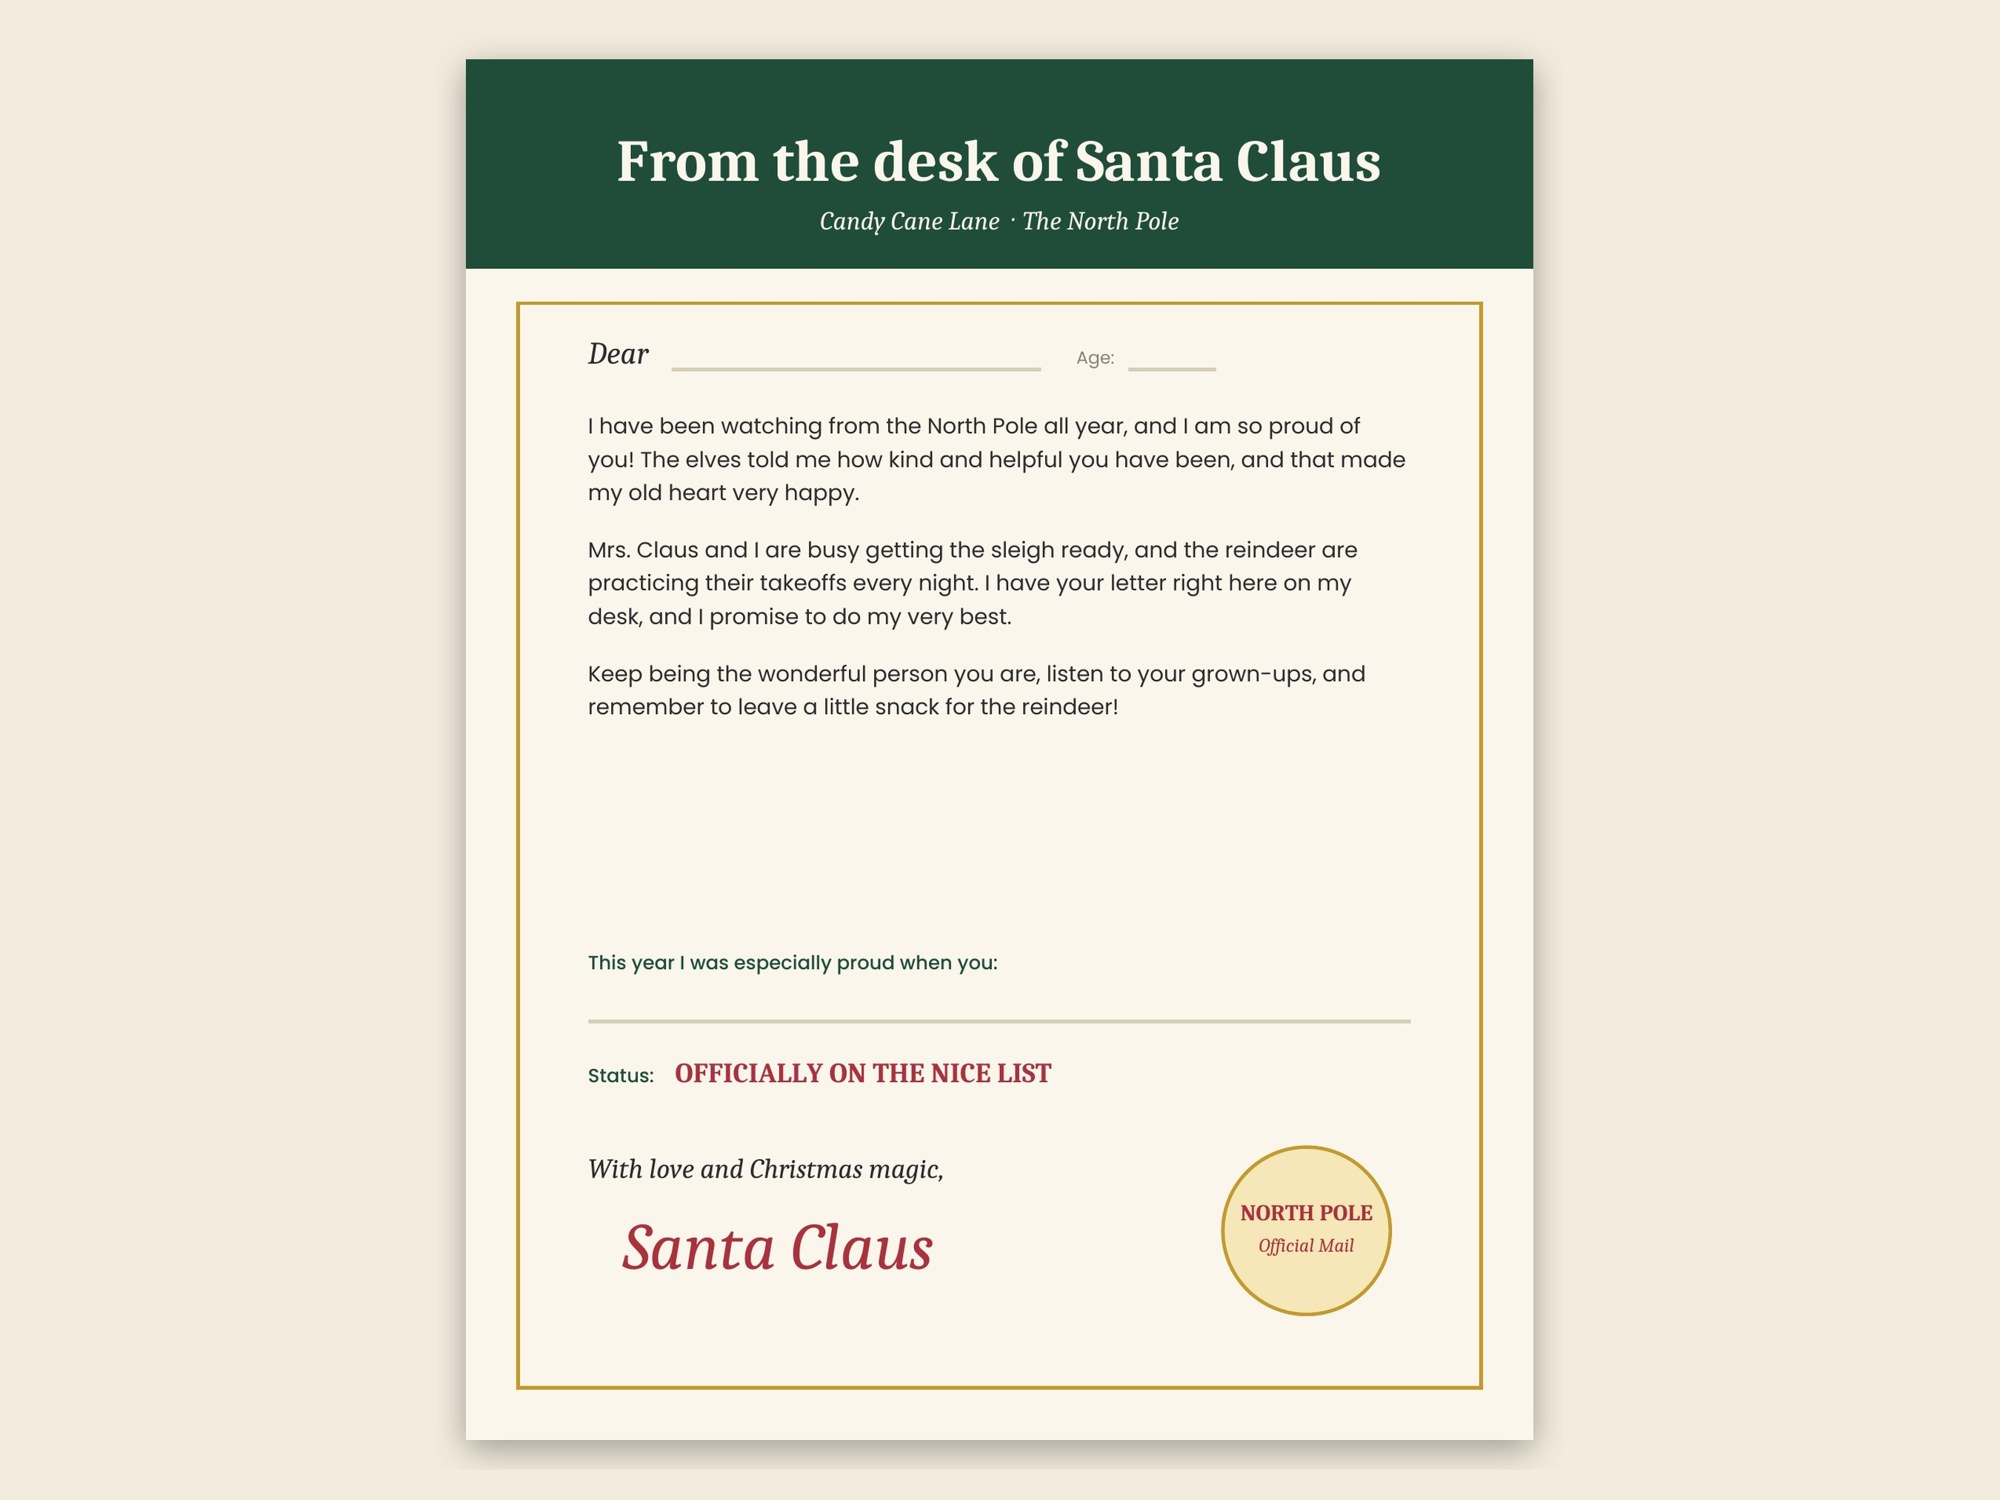 From the desk of Santa Claus
Candy Cane Lane · The North Pole
Dear Age:
I have been watching from the North Pole all year, and I am so proud of
you! The elves told me how kind and helpful you have been, and that made
my old heart very happy.
Mrs. Claus and I are busy getting the sleigh ready, and the reindeer are
practicing their takeoffs every night. I have your letter right here on my
desk, and I promise to do my very best.
Keep being the wonderful person you are, listen to your grown-ups, and
remember to leave a little snack for the reindeer!
This year I was especially proud when you:
Status: OFFICIALLY ON THE NICE LIST
With love and Christmas magic,
Santa Claus
NORTH POLE
Official Mail